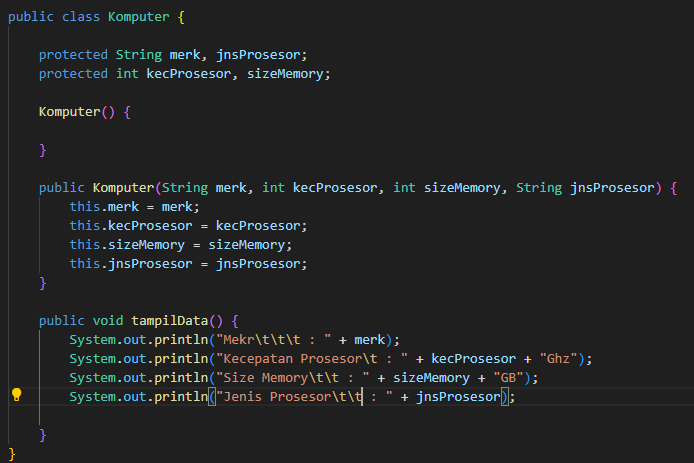 public class Komputer {
protected String merk, jnsProsesor;
protected int kecProsesor, sizeMemory;
Komputer() {
}
public Komputer(String merk, int kecProsesor, int sizeMemory, String jnsProsesor) {
this.merk = merk;
this.kecProsesor = kecProsesor;
this.sizeMemory = sizeMemory;
this.jnsProsesor = jnsProsesor;
}
public void tampilData() {
System.out.println("Mekr\t\t\t : " + merk);
System.out.println("Kecepatan Prosesor\t : " + kecProsesor + "Ghz");
System.out.println("Size Memory\t\t : " + sizeMemory + "GB");
System.out.println("Jenis Prosesor\t\t : " + jnsProsesor);
}
}